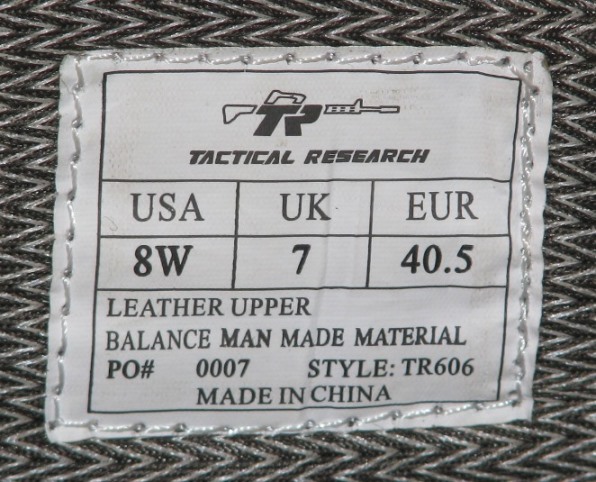 TR
TACTICAL RESEARCH
USA UK EUR
8W 7 40.5
LEATHER UPPER
BALANCE MAN MADE MATERIAL
PO# 0007 STYLE: TR606
MADE IN CHINA